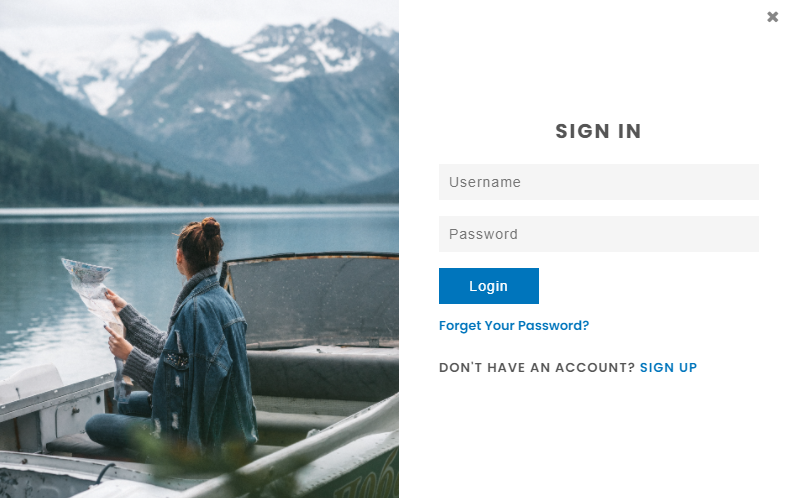 SIGN IN
Username
Password
Login
Forget Your Password?
DON'T HAVE AN ACCOUNT? SIGN UP